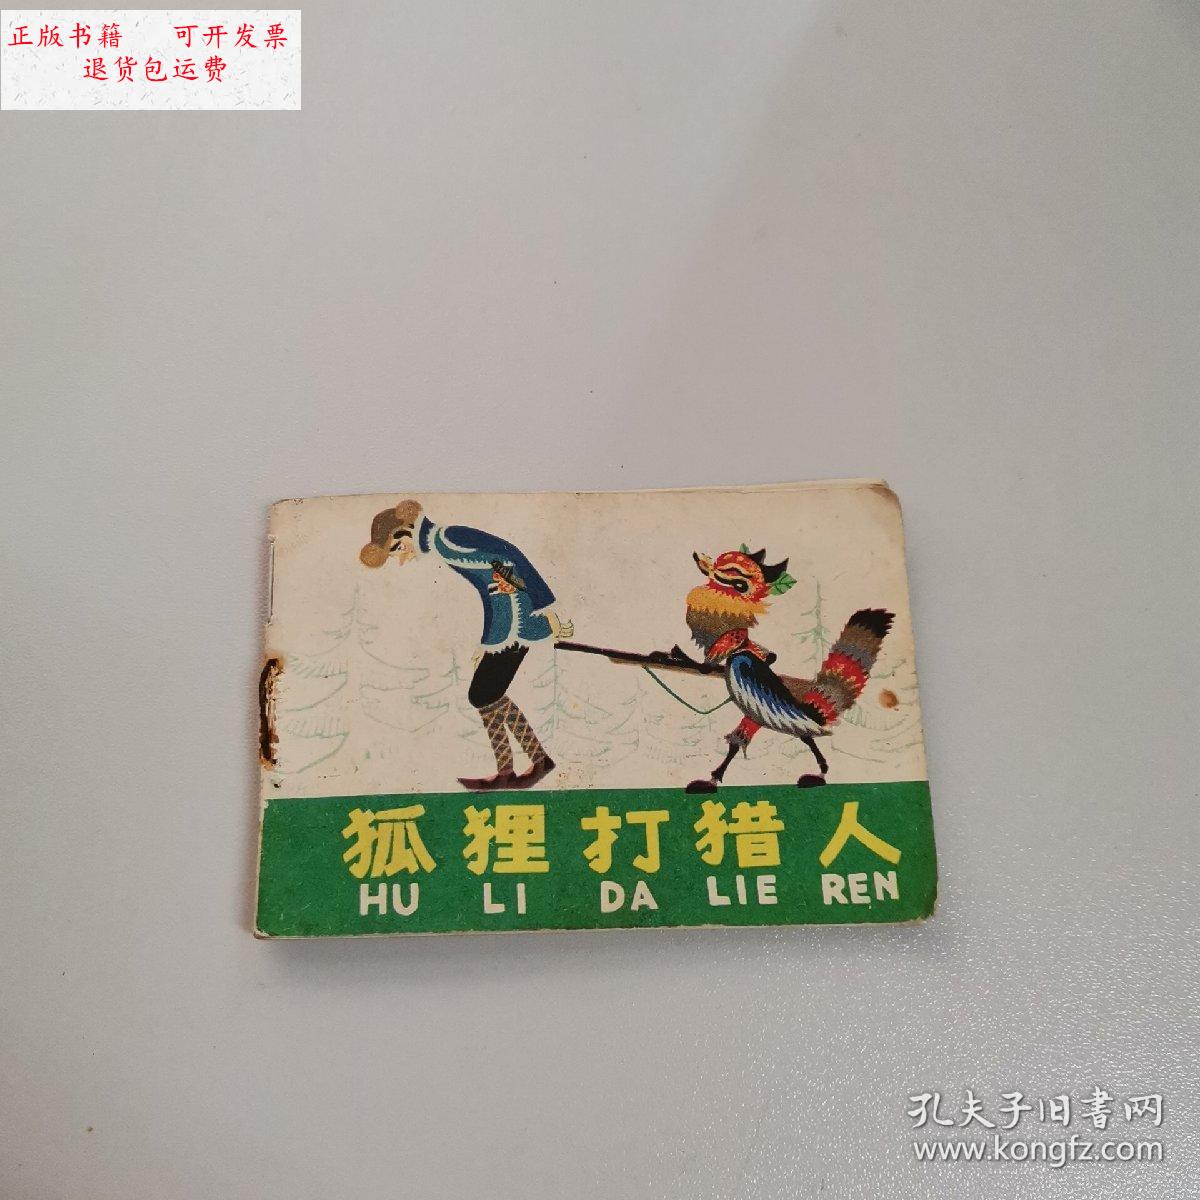 正版书籍 可开发票
退货包运费
狐狸打猎人
HU LI DA LIE REN
孔夫子旧書网
www.kongfz.com